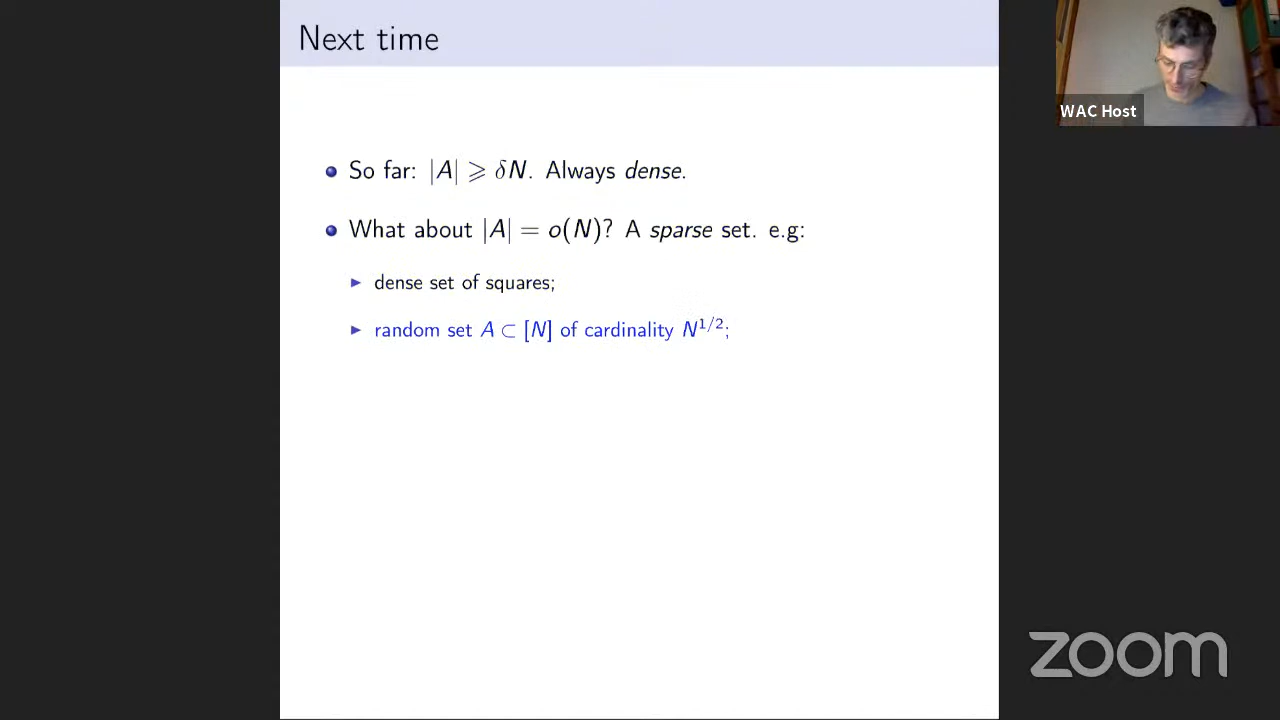 Next time
So far: |A| ⩾ δN. Always dense.
What about |A| = o(N)? A sparse set. e.g:
dense set of squares;
random set A ⊂ [N] of cardinality N^{1/2};
WAC Host
zoom